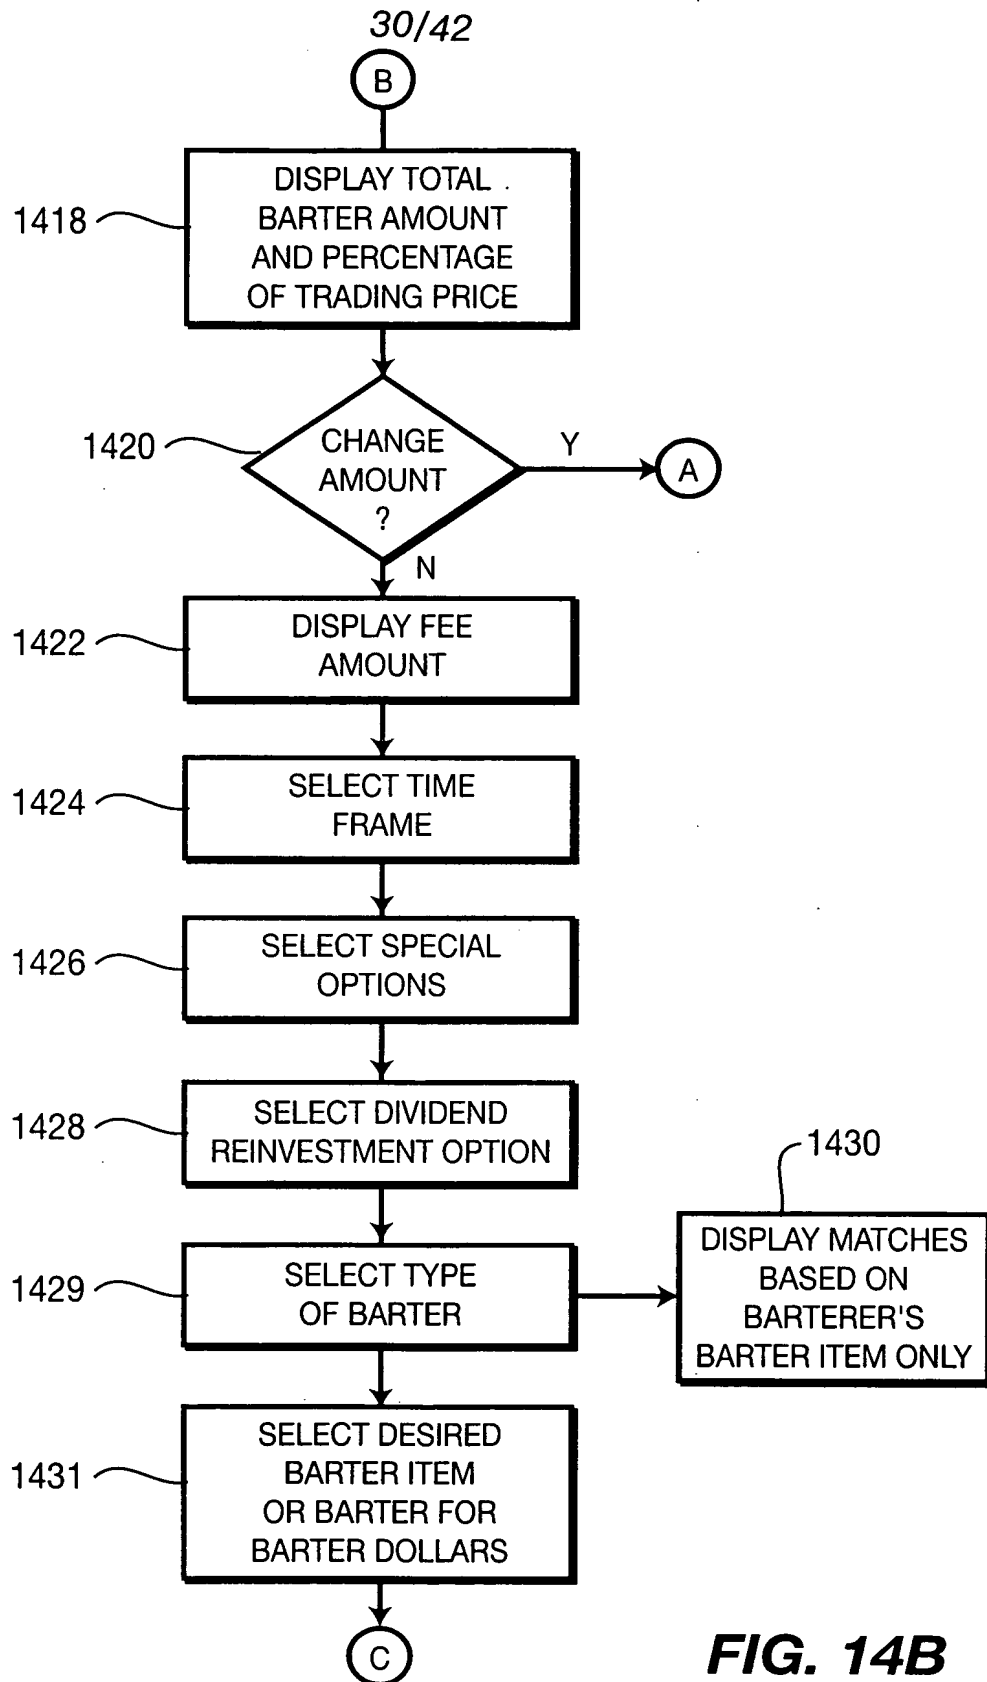 30/42
B
1418
DISPLAY TOTAL
BARTER AMOUNT
AND PERCENTAGE
OF TRADING PRICE
1420
CHANGE
AMOUNT
?
Y
A
N
1422
DISPLAY FEE
AMOUNT
1424
SELECT TIME
FRAME
1426
SELECT SPECIAL
OPTIONS
1428
SELECT DIVIDEND
REINVESTMENT OPTION
1429
SELECT TYPE
OF BARTER
1430
DISPLAY MATCHES
BASED ON
BARTERER'S
BARTER ITEM ONLY
1431
SELECT DESIRED
BARTER ITEM
OR BARTER FOR
BARTER DOLLARS
C
FIG. 14B